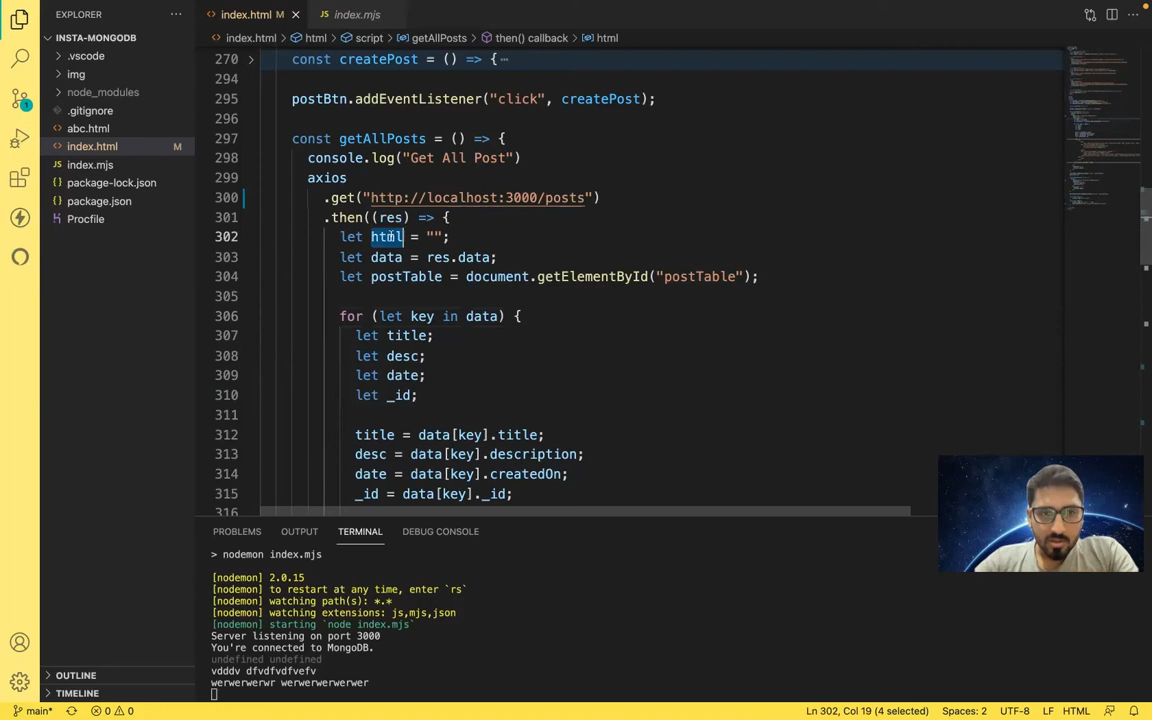 EXPLORER
index.html M
index.mjs
INSTA-MONGODB
index.html > html > script > getAllPosts > then() callback > html
.vscode
img
node_modules
.gitignore
abc.html
index.html M
index.mjs
package-lock.json
package.json
Procfile
OUTLINE
TIMELINE
270 const createPost = () => {
294
295 postBtn.addEventListener("click", createPost);
296
297 const getAllPosts = () => {
298 console.log("Get All Post")
299 axios
300 .get("http://localhost:3000/posts")
301 .then((res) => {
302 let html = "";
303 let data = res.data;
304 let postTable = document.getElementById("postTable");
305
306 for (let key in data) {
307 let title;
308 let desc;
309 let date;
310 let _id;
311
312 title = data[key].title;
313 desc = data[key].description;
314 date = data[key].createdOn;
315 _id = data[key]._id;
316
PROBLEMS OUTPUT TERMINAL DEBUG CONSOLE
> nodemon index.mjs
[nodemon] 2.0.15
[nodemon] to restart at any time, enter `rs`
[nodemon] watching path(s): *.*
[nodemon] watching extensions: js,mjs,json
[nodemon] starting `node index.mjs`
Server listening on port 3000
You're connected to MongoDB.
undefined undefined
vdddv dfvdfvdfvefv
werwerwerwr werwerwerwerwer
main* 0 0 Ln 302, Col 19 (4 selected) Spaces: 2 UTF-8 LF HTML